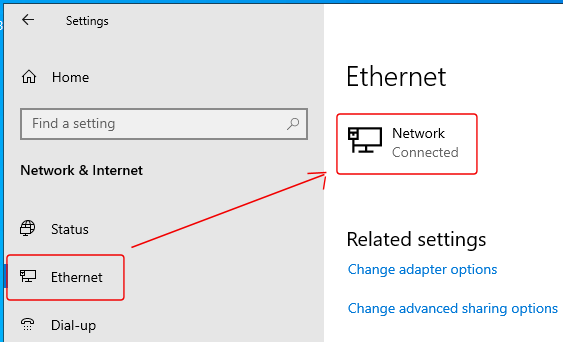 Settings
Home
Find a setting
Network & Internet
Status
Ethernet
Dial-up
Ethernet
Network
Connected
Related settings
Change adapter options
Change advanced sharing options